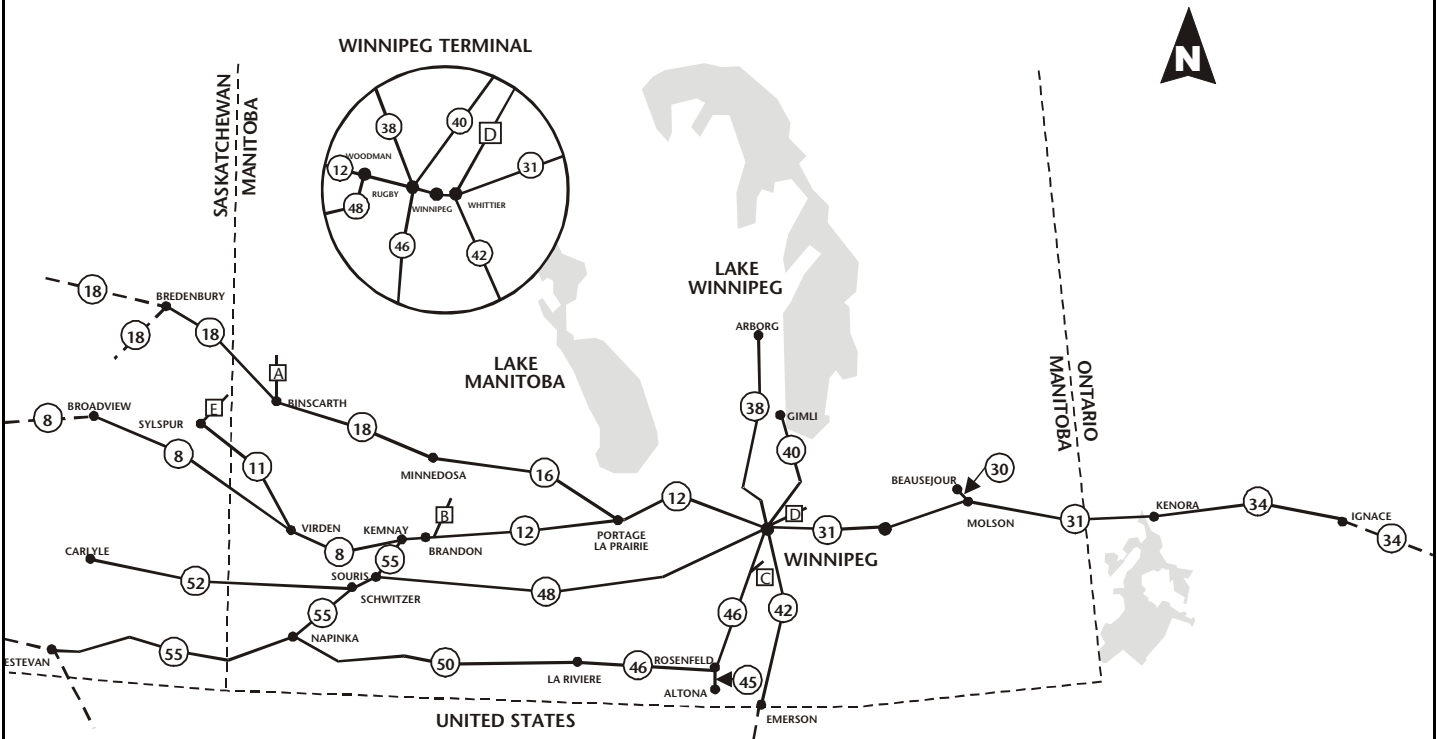 WINNIPEG TERMINAL
N
SASKATCHEWAN
MANITOBA
38
40
D
12
WOODMAN
31
RUGBY
WINNIPEG
WHITTIER
48
46
42
LAKE
WINNIPEG
18
BREDENBURY
18
18
ARBORG
LAKE
MANITOBA
ONTARIO
MANITOBA
A
BINSCARTH
BROADVIEW
8
SYLSPUR
E
38
GIMLI
18
8
11
40
MINNEDOSA
16
BEAUSEJOUR
30
12
VIRDEN
KEMNAY
B
12
BRANDON
PORTAGE
LA PRAIRIE
D
31
MOLSON
31
KENORA
34
IGNACE
34
8
WINNIPEG
CARLYLE
52
55
SOURIS
SCHWITZER
48
C
46
42
55
NAPINKA
ESTEVAN
55
50
LA RIVIERE
46
ROSENFELD
45
ALTONA
EMERSON
UNITED STATES